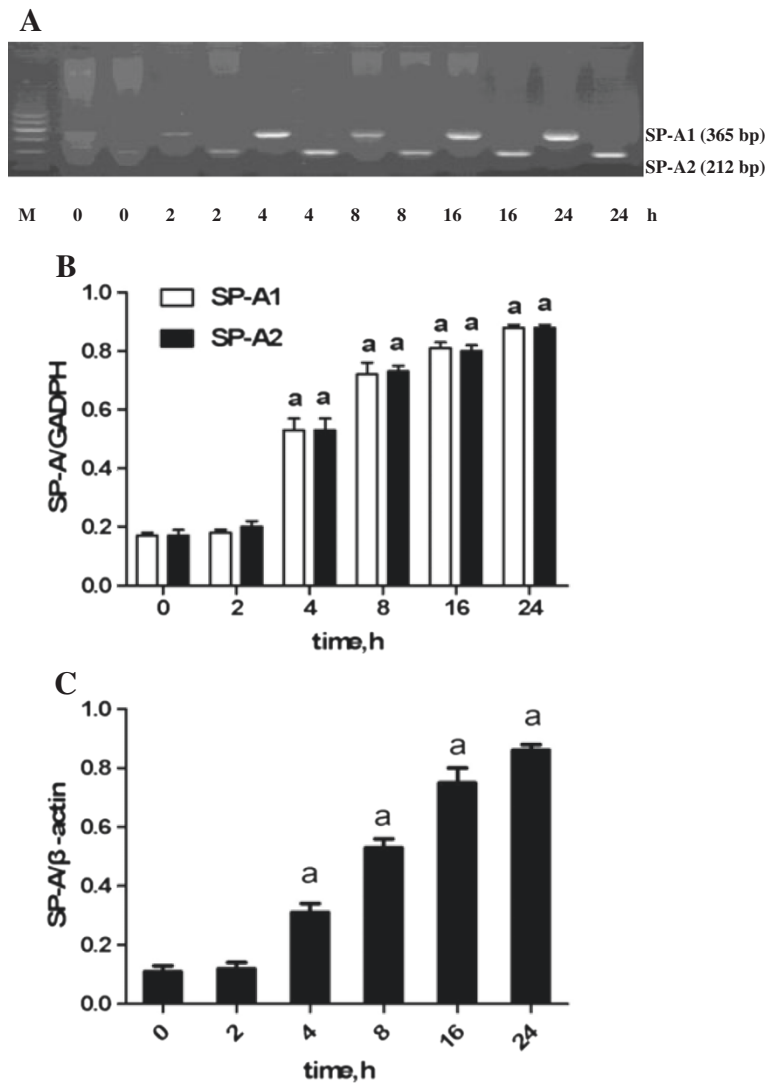 A
SP-A1 (365 bp)
SP-A2 (212 bp)
M 0 0 2 2 4 4 8 8 16 16 24 24 h
B
SP-A1
SP-A2
SP-A/GADPH
1.0
0.8
0.6
0.4
0.2
0.0
a a a a a a a a
0 2 4 8 16 24
time,h
C
SP-A/β-actin
1.0
0.8
0.6
0.4
0.2
0.0
a a a a
0 2 4 8 16 24
time,h